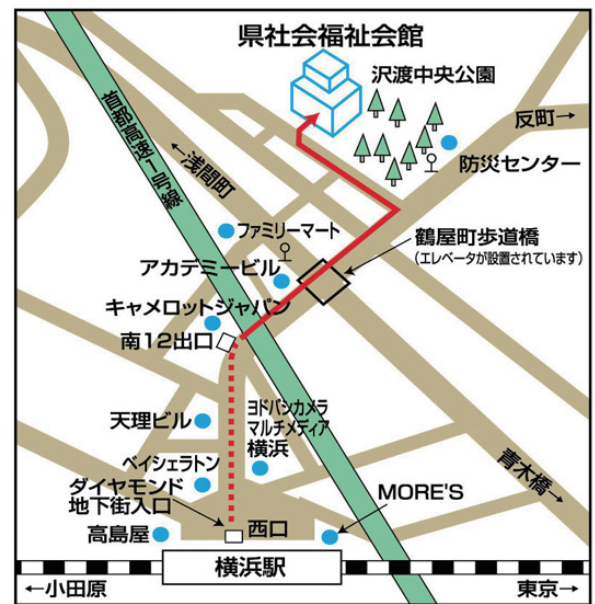 県社会福祉会館
沢渡中央公園
反町→
首都高速1号線
←浅間町
防災センター
ファミリーマート
鶴屋町歩道橋
（エレベータが設置されています）
アカデミービル
キャメロットジャパン
南12出口
天理ビル
ヨドバシカメラ
マルチメディア
横浜
ベイシェラトン
青木橋→
ダイヤモンド
地下街入口
MORE'S
高島屋
西口
横浜駅
←小田原
東京→